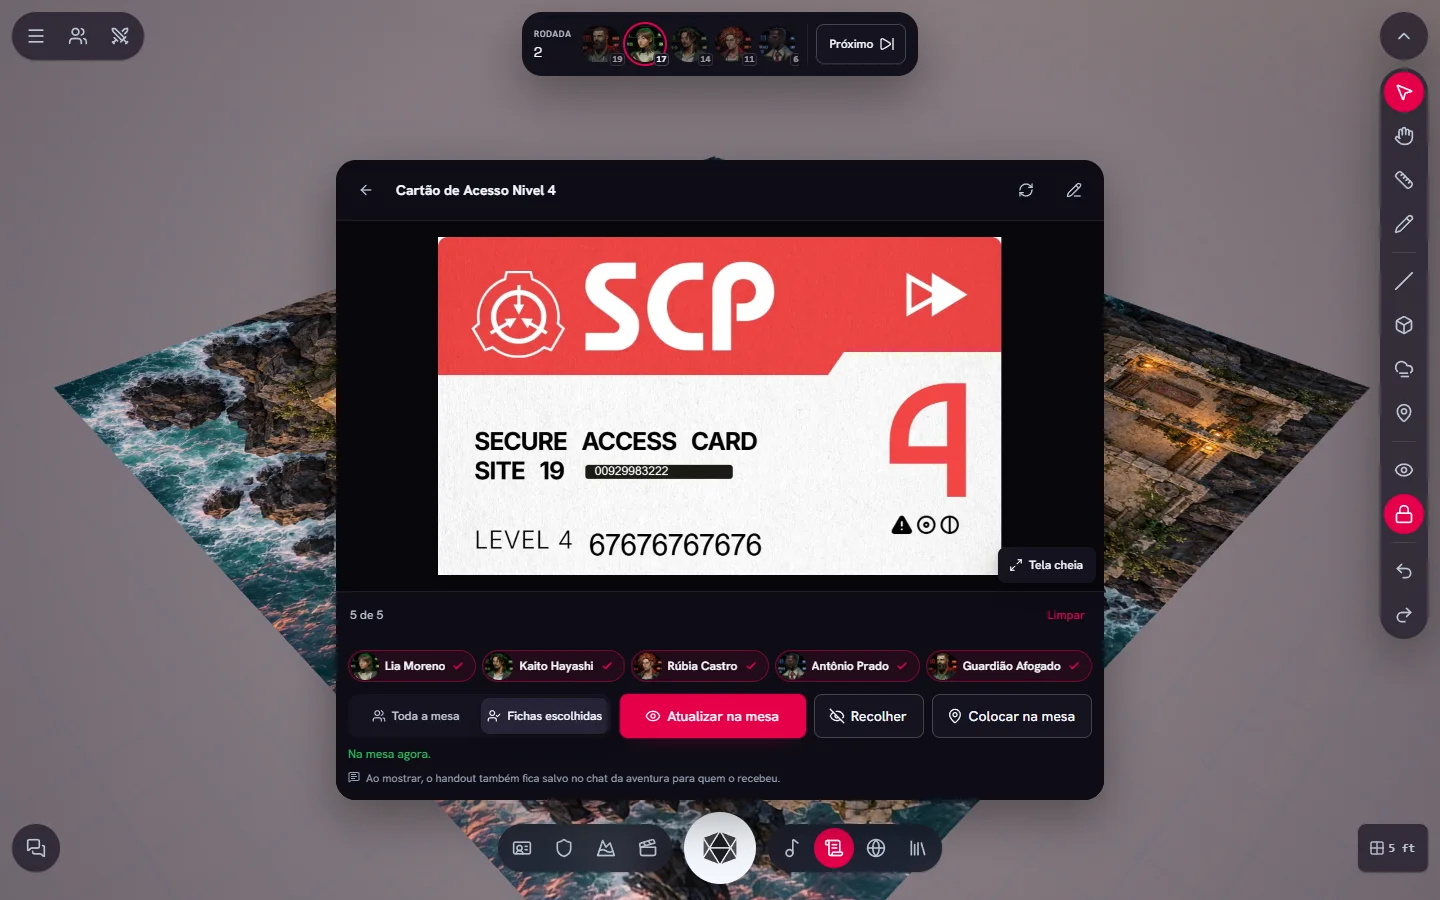 RODADA
2
19
17
14
11
6
Próximo
Cartão de Acesso Nivel 4
SCP
4
SECURE ACCESS CARD
SITE 19 00929983222
LEVEL 4 67676767676
Tela cheia
5 de 5
Limpar
Lia Moreno
Kaito Hayashi
Rúbia Castro
Antônio Prado
Guardião Afogado
Toda a mesa
Fichas escolhidas
Atualizar na mesa
Recolher
Colocar na mesa
Na mesa agora.
Ao mostrar, o handout também fica salvo no chat da aventura para quem o recebeu.
5 ft